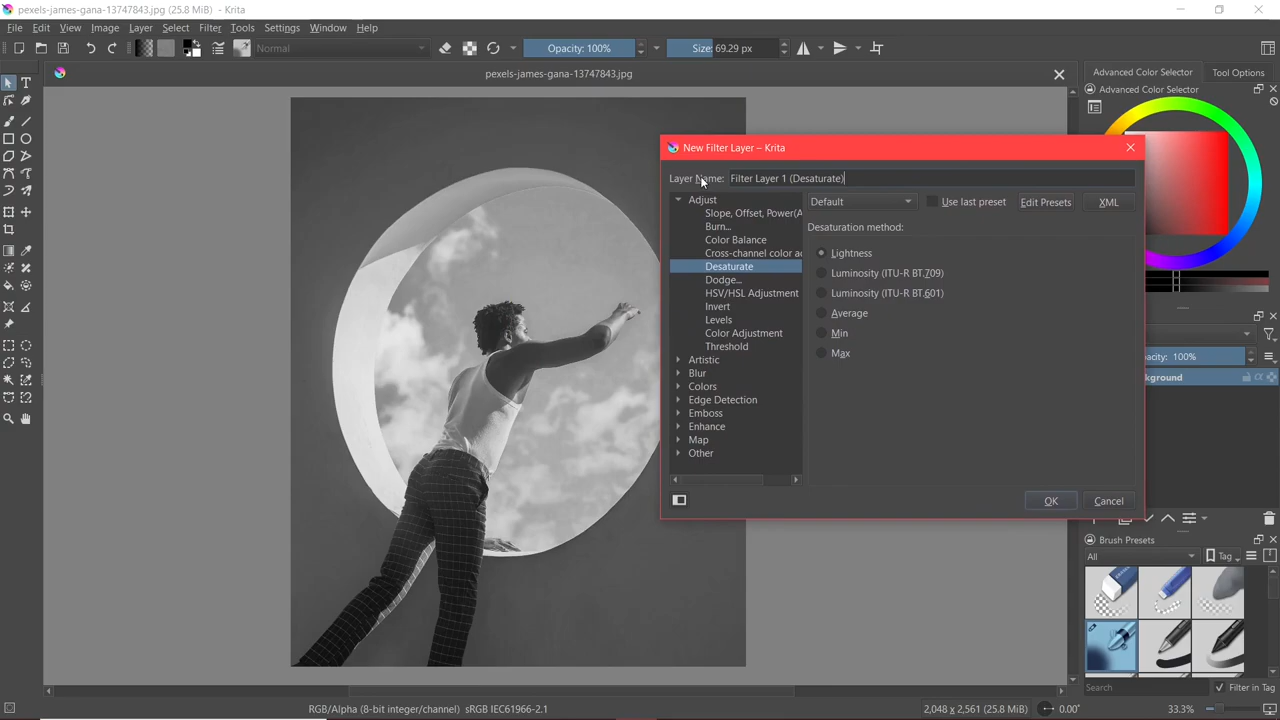 pexels-james-gana-13747843.jpg (25.8 MiB) - Krita
File Edit View Image Layer Select Filter Tools Settings Window Help
Normal Opacity: 100% Size: 69.29 px
pexels-james-gana-13747843.jpg
Advanced Color Selector Tool Options
Advanced Color Selector
New Filter Layer – Krita
Layer Name: Filter Layer 1 (Desaturate)
Adjust
Slope, Offset, Power(A
Burn...
Color Balance
Cross-channel color a
Desaturate
Dodge...
HSV/HSL Adjustment
Invert
Levels
Color Adjustment
Threshold
Artistic
Blur
Colors
Edge Detection
Emboss
Enhance
Map
Other
Default Use last preset Edit Presets XML
Desaturation method:
Lightness
Luminosity (ITU-R BT.709)
Luminosity (ITU-R BT.601)
Average
Min
Max
OK Cancel
acity: 100%
kground
Brush Presets
All Tag
Search Filter in Tag
RGB/Alpha (8-bit integer/channel) sRGB IEC61966-2.1 2,048 x 2,561 (25.8 MiB) 0.00° 33.3%